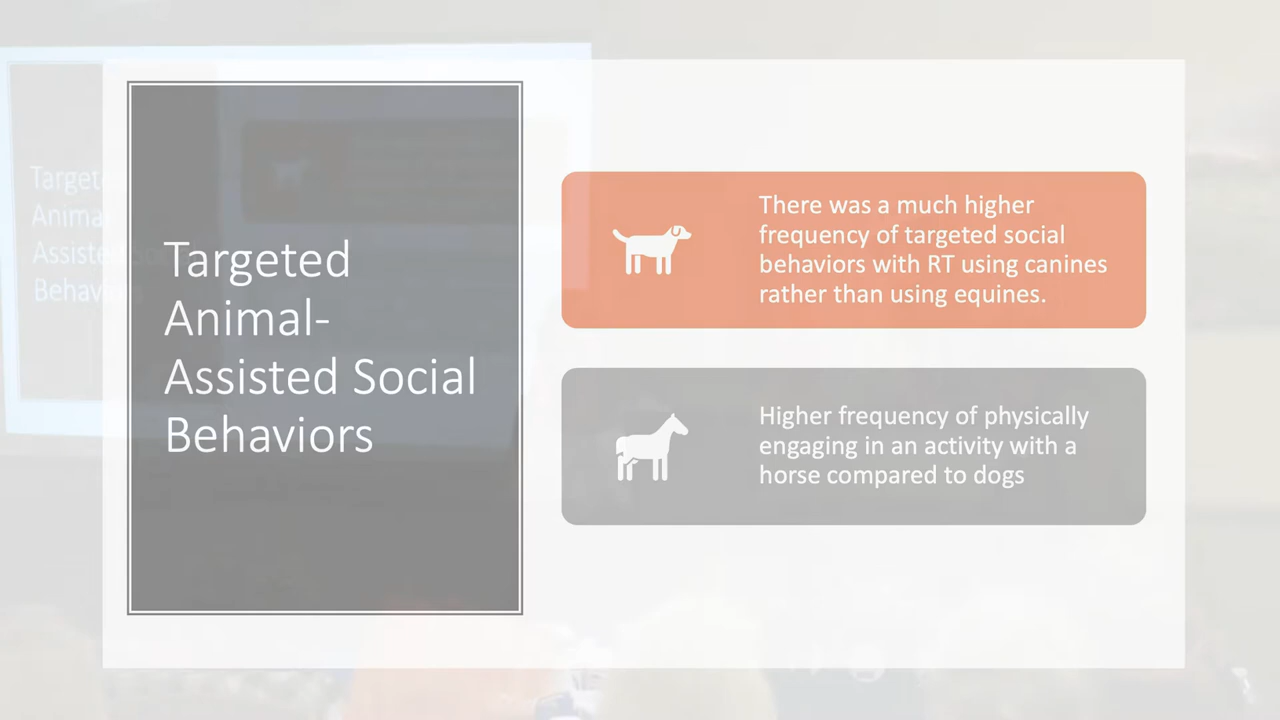 Targeted
Animal-
Assisted Social
Behaviors
There was a much higher
frequency of targeted social
behaviors with RT using canines
rather than using equines.
Higher frequency of physically
engaging in an activity with a
horse compared to dogs